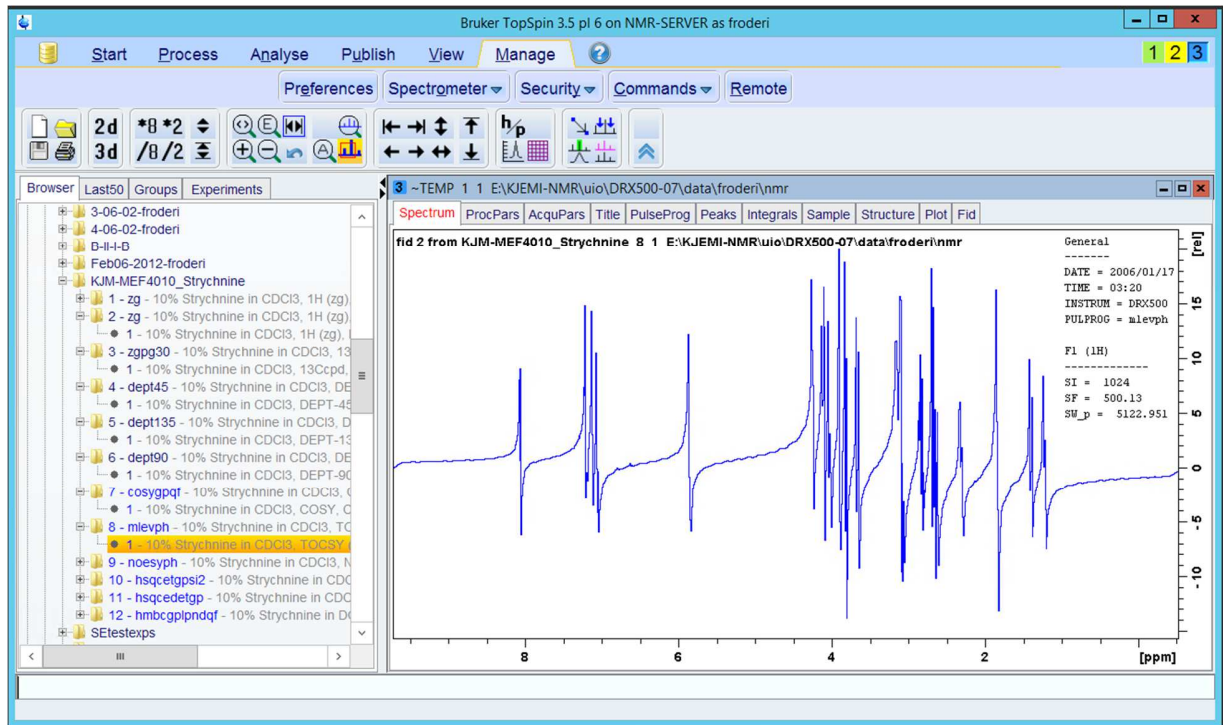 Bruker TopSpin 3.5 pl 6 on NMR-SERVER as froderi
Start Process Analyse Publish View Manage ? 1 2 3
Preferences Spectrometer Security Commands Remote
2d *8 *2 E h/p
3d /8 /2 A
Browser Last50 Groups Experiments
3-06-02-froderi
4-06-02-froderi
B-II-I-B
Feb06-2012-froderi
KJM-MEF4010_Strychnine
1 - zg - 10% Strychnine in CDCl3, 1H (zg),
2 - zg - 10% Strychnine in CDCl3, 1H (zg),
1 - 10% Strychnine in CDCl3, 1H (zg),
3 - zgpg30 - 10% Strychnine in CDCl3, 13
1 - 10% Strychnine in CDCl3, 13Ccpd,
4 - dept45 - 10% Strychnine in CDCl3, DE
1 - 10% Strychnine in CDCl3, DEPT-45
5 - dept135 - 10% Strychnine in CDCl3, D
1 - 10% Strychnine in CDCl3, DEPT-13
6 - dept90 - 10% Strychnine in CDCl3, DE
1 - 10% Strychnine in CDCl3, DEPT-90
7 - cosygpqf - 10% Strychnine in CDCl3,
1 - 10% Strychnine in CDCl3, COSY,
8 - mlevph - 10% Strychnine in CDCl3, TC
1 - 10% Strychnine in CDCl3, TOCSY
9 - noesyph - 10% Strychnine in CDCl3, N
10 - hsqcetgpsi2 - 10% Strychnine in CDC
11 - hsqcedetgp - 10% Strychnine in CDC
12 - hmbcgplpndqf - 10% Strychnine in D
SEtestexps
3 ~TEMP 1 1 E:\KJEMI-NMR\uio\DRX500-07\data\froderi\nmr
Spectrum ProcPars AcquPars Title PulseProg Peaks Integrals Sample Structure Plot Fid
fid 2 from KJM-MEF4010_Strychnine 8 1 E:\KJEMI-NMR\uio\DRX500-07\data\froderi\nmr
General
-------
DATE = 2006/01/17
TIME = 03:20
INSTRUM = DRX500
PULPROG = mlevph
F1 (1H)
-------------
SI = 1024
SF = 500.13
SW_p = 5122.951
[rel]
15
10
5
0
-5
-10
8 6 4 2 [ppm]